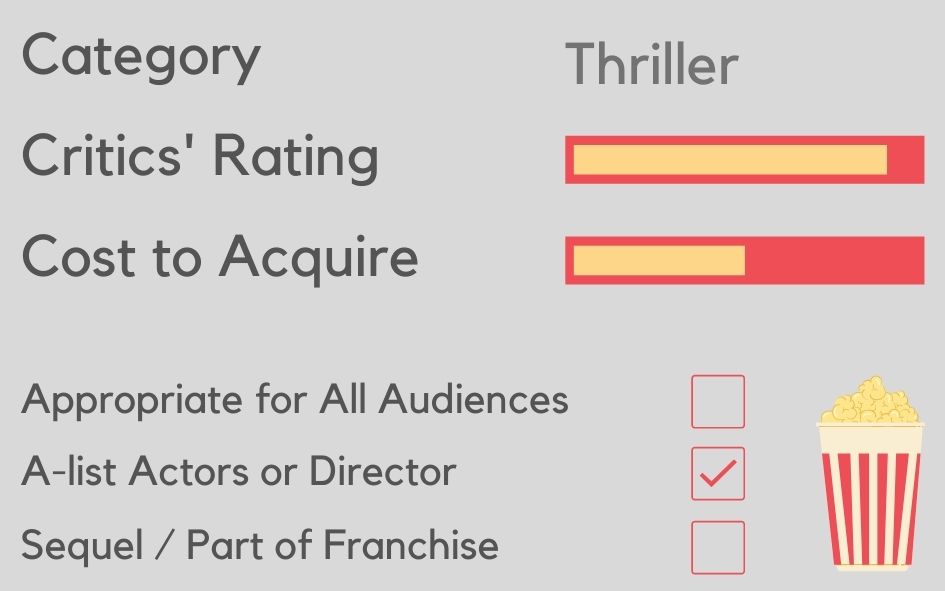 Category
Thriller
Critics' Rating
Cost to Acquire
Appropriate for All Audiences
A-list Actors or Director
Sequel / Part of Franchise